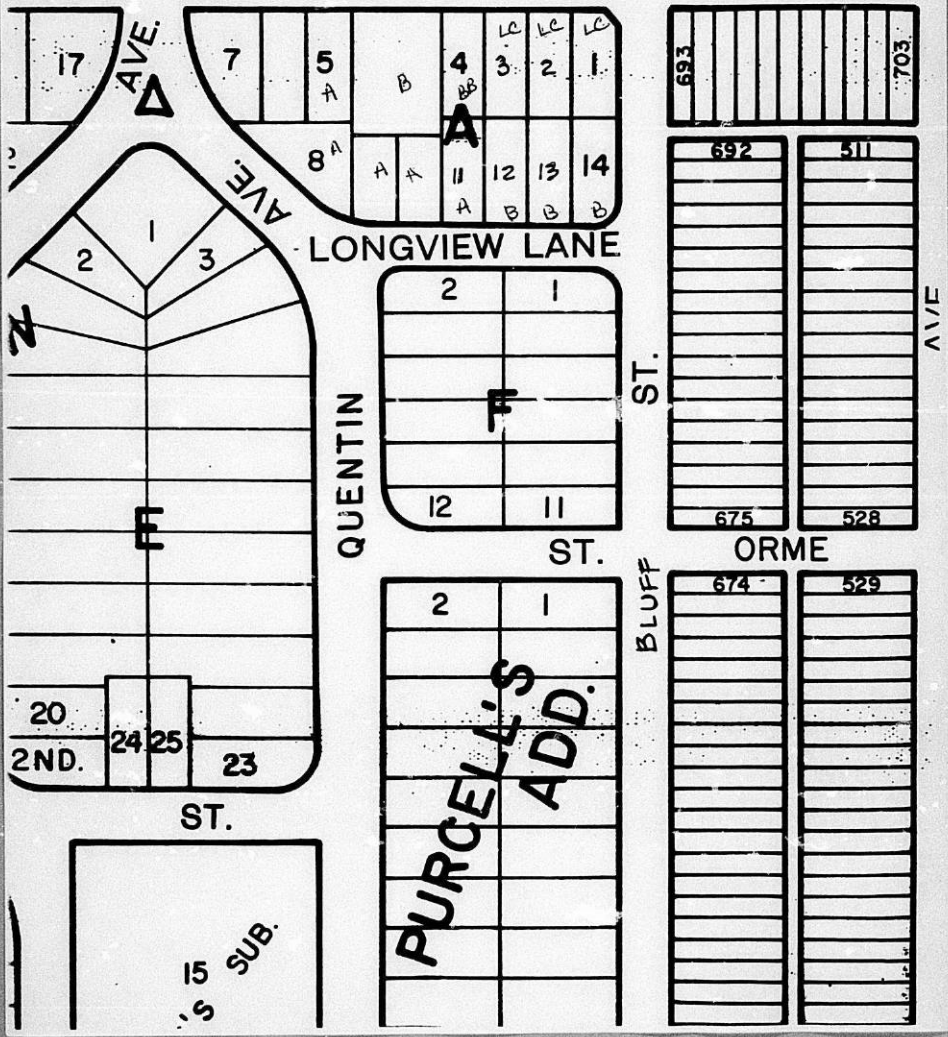 17
AVE.
7
5
A
B
4
BB
LC
3
LC
2
LC
1
693
703
A
8
A
A
A
11
A
12
B
13
B
14
B
AVE.
692
511
LONGVIEW LANE
1
2
3
2
1
AVE
ST.
F
QUENTIN
E
12
11
675
528
ST.
ORME
BLUFF
674
529
2
1
PURCELL'S
ADD.
20
24
25
2ND.
23
ST.
15
SUB.
'S